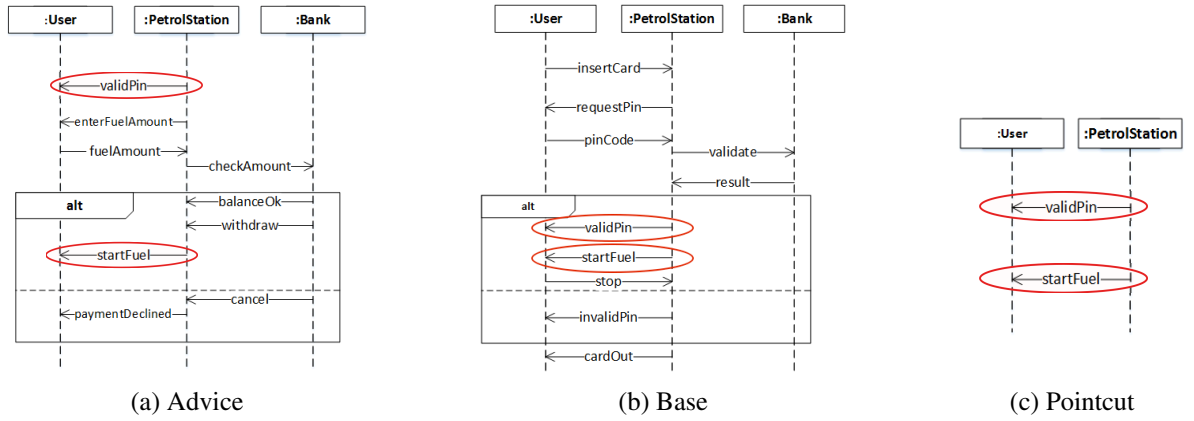 :User
:PetrolStation
:Bank
validPin
enterFuelAmount
fuelAmount
checkAmount
alt
balanceOk
withdraw
startFuel
cancel
paymentDeclined
(a) Advice
:User
:PetrolStation
:Bank
insertCard
requestPin
pinCode
validate
result
alt
validPin
startFuel
stop
invalidPin
cardOut
(b) Base
:User
:PetrolStation
validPin
startFuel
(c) Pointcut